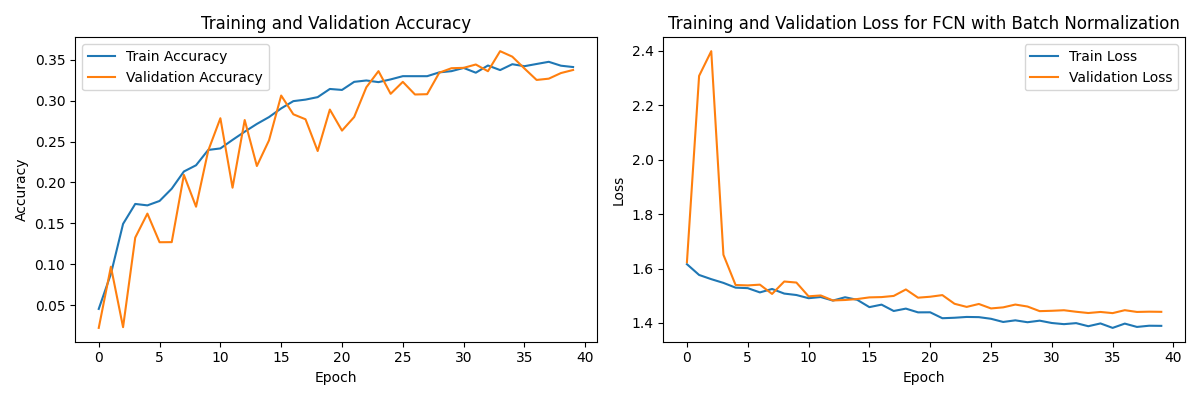 Training and Validation Accuracy
Train Accuracy
Validation Accuracy
0.35
0.30
0.25
0.20
0.15
0.10
0.05
Accuracy
0 5 10 15 20 25 30 35 40
Epoch
Training and Validation Loss for FCN with Batch Normalization
Train Loss
Validation Loss
2.4
2.2
2.0
1.8
1.6
1.4
Loss
0 5 10 15 20 25 30 35 40
Epoch